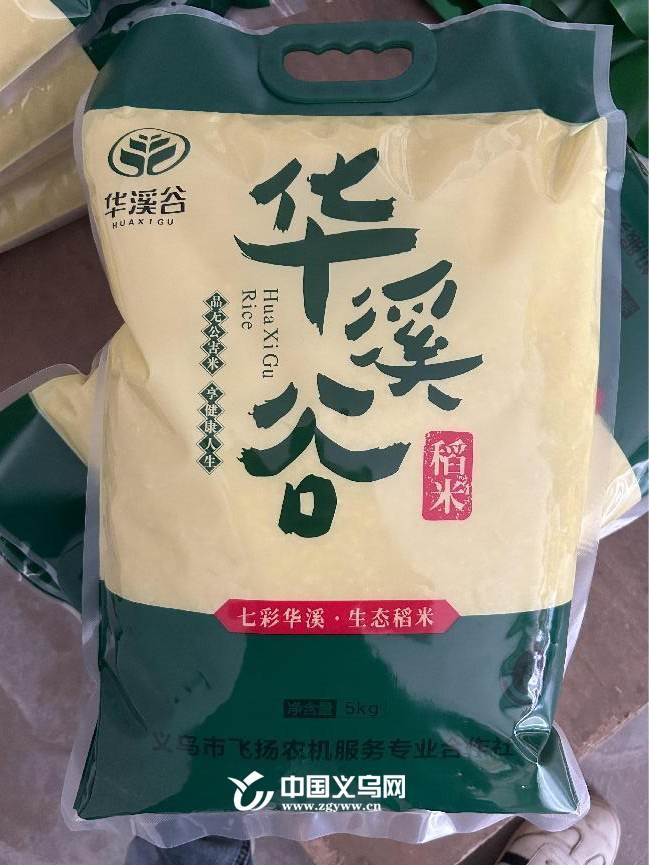 华溪谷
HUAXIGU
华溪谷
Hua Xi Gu
Rice
品无公古米 享健康人生
稻米
七彩华溪·生态稻米
净含量 5kg
义乌市飞扬农机服务专业合作社
中国义乌网
www.zgyww.cn